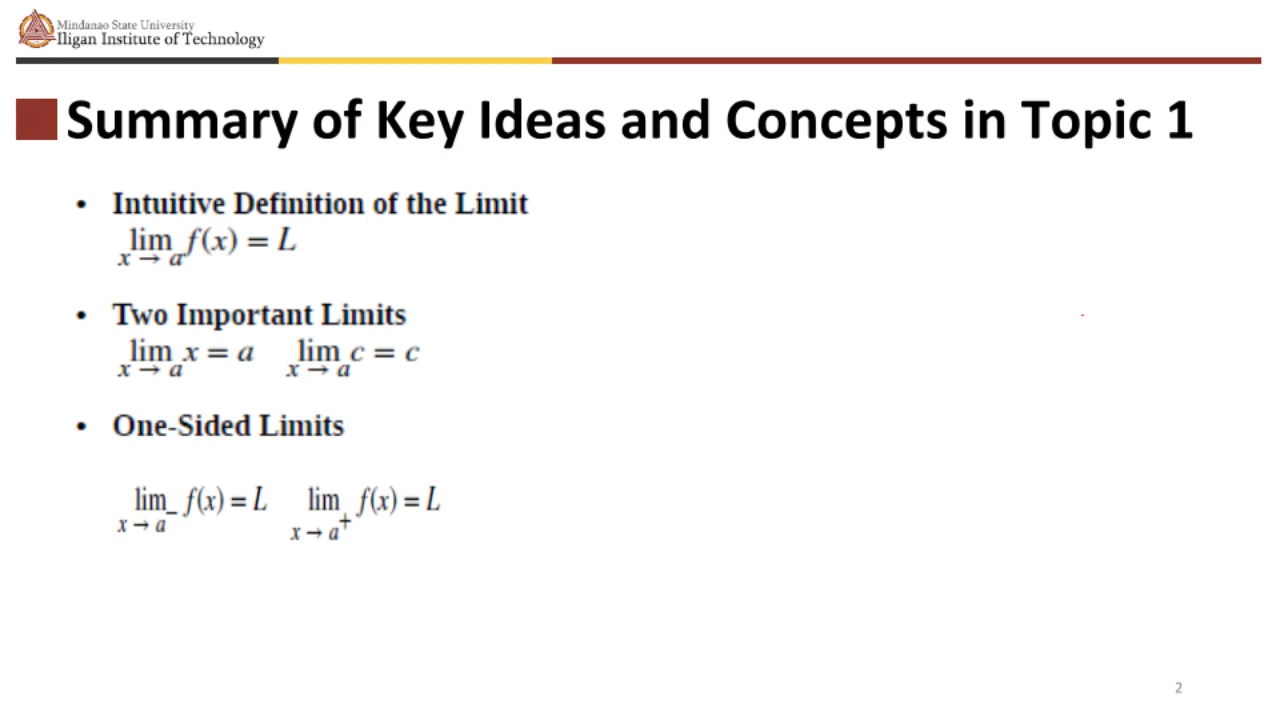 Mindanao State University
Iligan Institute of Technology
Summary of Key Ideas and Concepts in Topic 1
• Intuitive Definition of the Limit
lim f(x) = L
x → a
• Two Important Limits
lim x = a lim c = c
x → a x → a
• One-Sided Limits
lim f(x) = L lim f(x) = L
x → a⁻ x → a⁺
2